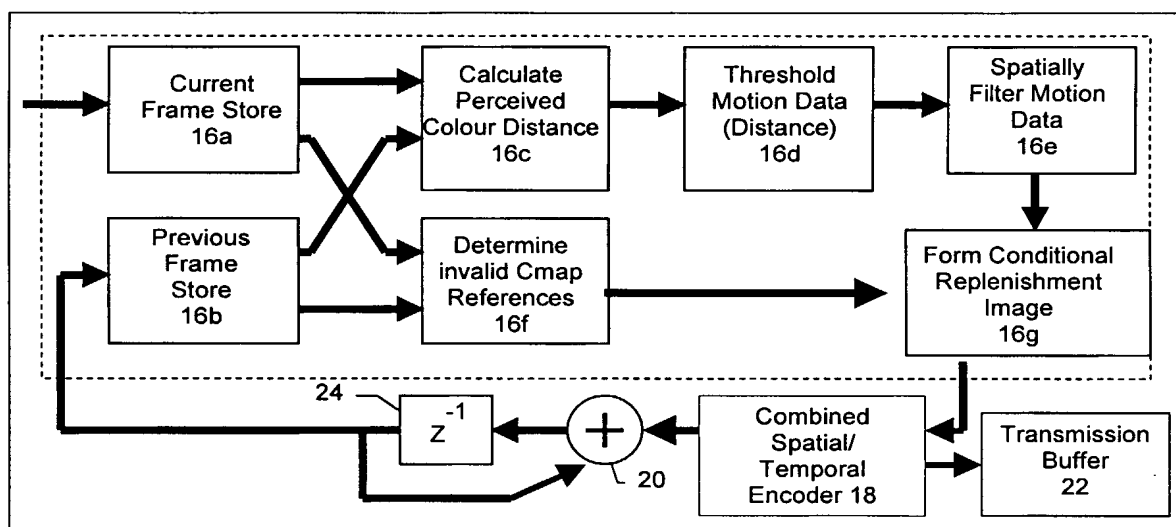 Current
Frame Store
16a
Calculate
Perceived
Colour Distance
16c
Threshold
Motion Data
(Distance)
16d
Spatially
Filter Motion
Data
16e
Previous
Frame
Store
16b
Determine
invalid Cmap
References
16f
Form Conditional
Replenishment
Image
16g
24
Z-1
+
20
Combined
Spatial/
Temporal
Encoder 18
Transmission
Buffer
22